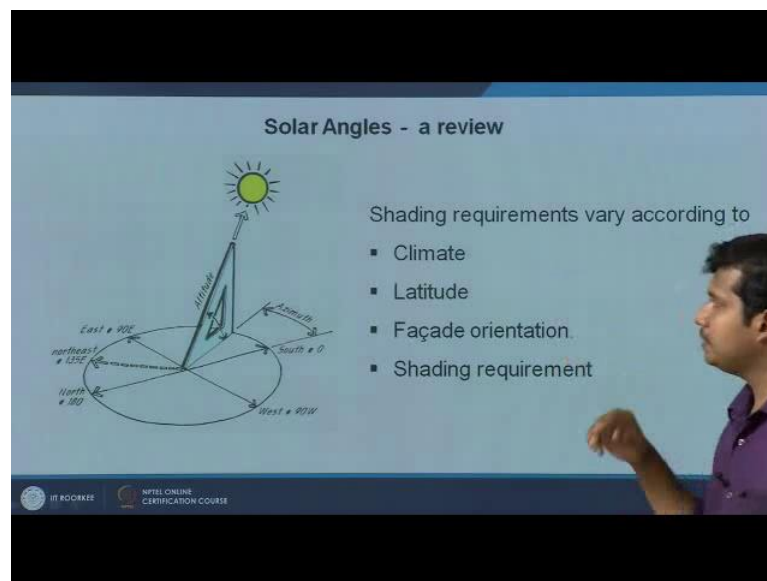 Solar Angles - a review
Shading requirements vary according to
▪ Climate
▪ Latitude
▪ Façade orientation.
▪ Shading requirement
Altitude
Azimuth
East = 90E
northeast
= 135E
South = 0
North
= 180
West = 90W
IIT ROORKEE
NPTEL ONLINE
CERTIFICATION COURSE